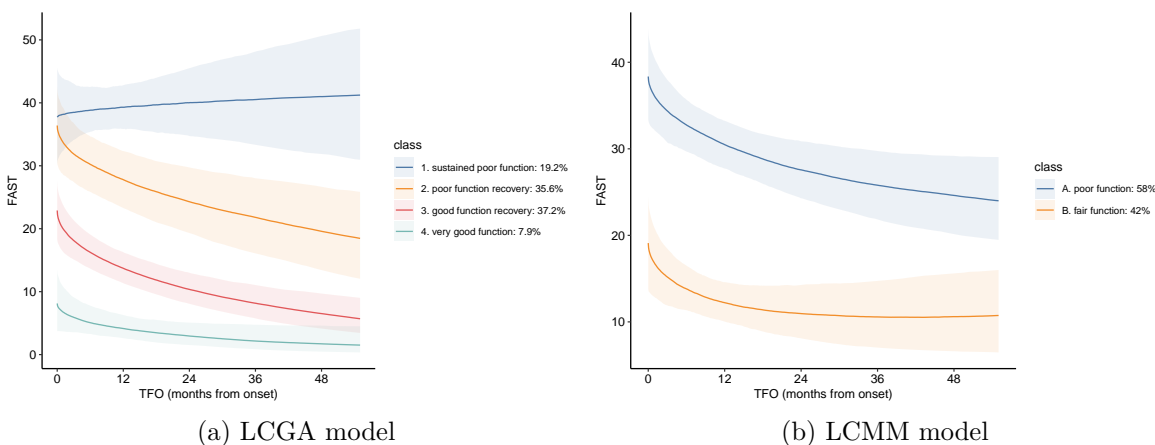 50
40
30
20
10
0
FAST
0 12 24 36 48
TFO (months from onset)
class
1. sustained poor function: 19.2%
2. poor function recovery: 35.6%
3. good function recovery: 37.2%
4. very good function: 7.9%
(a) LCGA model
40
30
20
10
FAST
0 12 24 36 48
TFO (months from onset)
class
A. poor function: 58%
B. fair function: 42%
(b) LCMM model